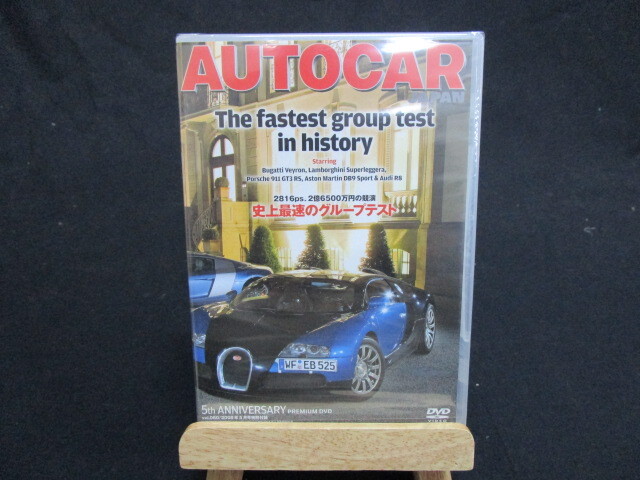 AUTOCAR
JAPAN
The fastest group test
in history
Starring
Bugatti Veyron, Lamborghini Superleggera,
Porsche 911 GT3 RS, Aston Martin DB9 Sport & Audi R8
2816ps、2億6500万円の競演
史上最速のグループテスト
WF EB 525
5th ANNIVERSARY PREMIUM DVD
DVD
VIDEO